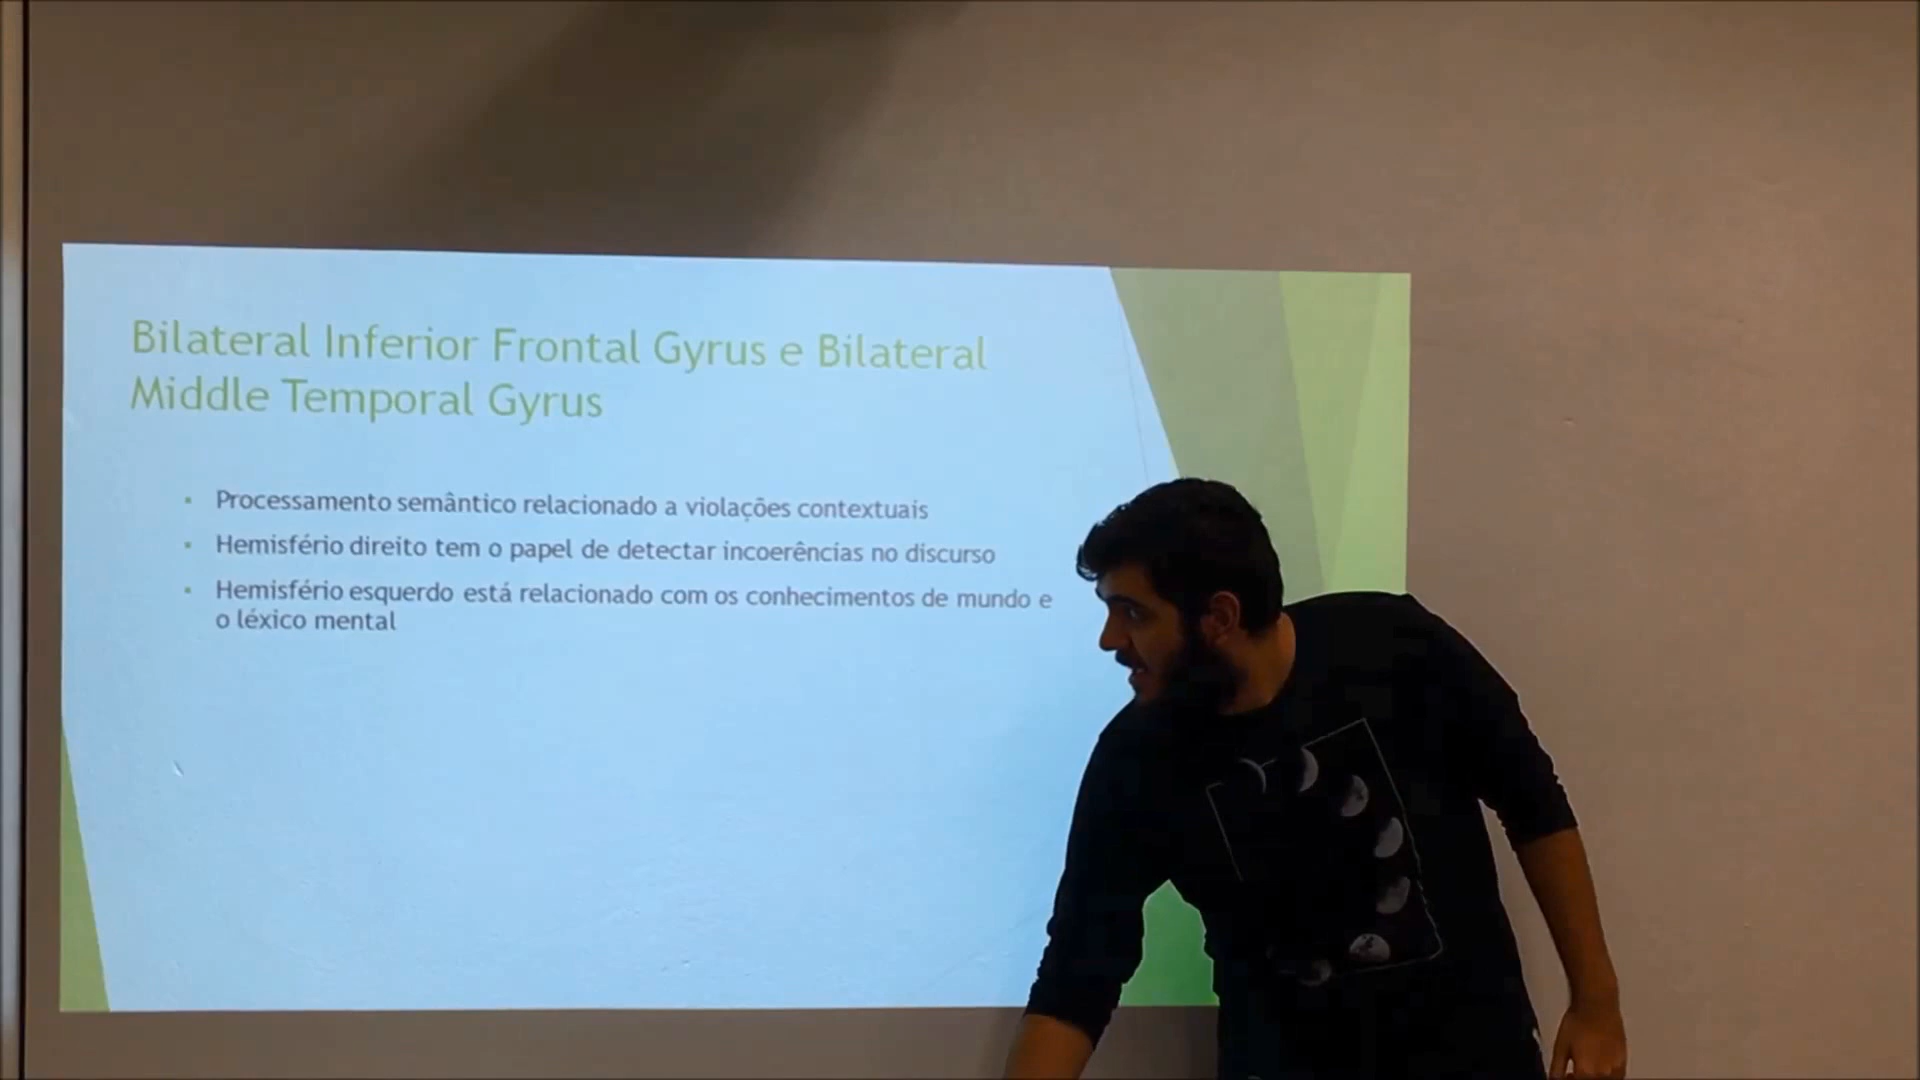 Bilateral Inferior Frontal Gyrus e Bilateral
Middle Temporal Gyrus
Processamento semântico relacionado a violações contextuais
Hemisfério direito tem o papel de detectar incoerências no discurso
Hemisfério esquerdo está relacionado com os conhecimentos de mundo e
o léxico mental